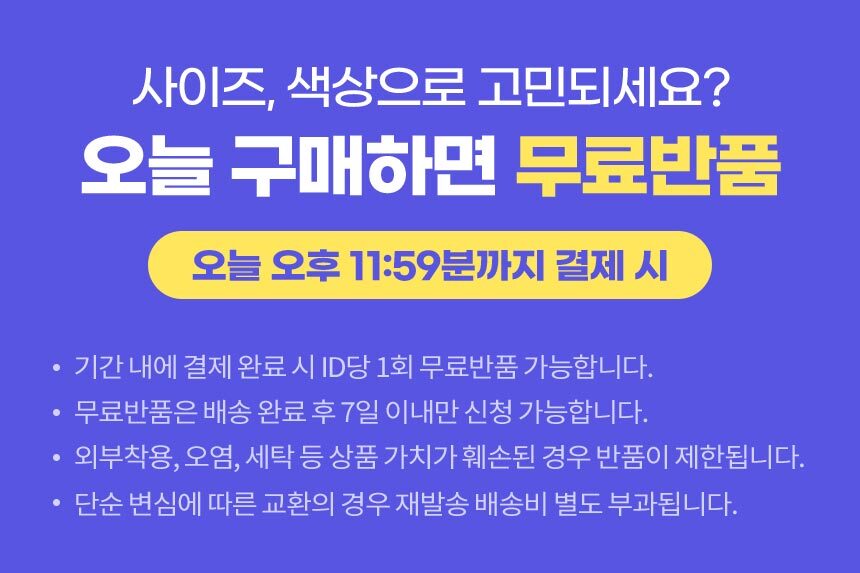 사이즈, 색상으로 고민되세요?
오늘 구매하면 무료반품
오늘 오후 11:59분까지 결제 시
• 기간 내에 결제 완료 시 ID당 1회 무료반품 가능합니다.
• 무료반품은 배송 완료 후 7일 이내만 신청 가능합니다.
• 외부착용, 오염, 세탁 등 상품 가치가 훼손된 경우 반품이 제한됩니다.
• 단순 변심에 따른 교환의 경우 재발송 배송비 별도 부과됩니다.